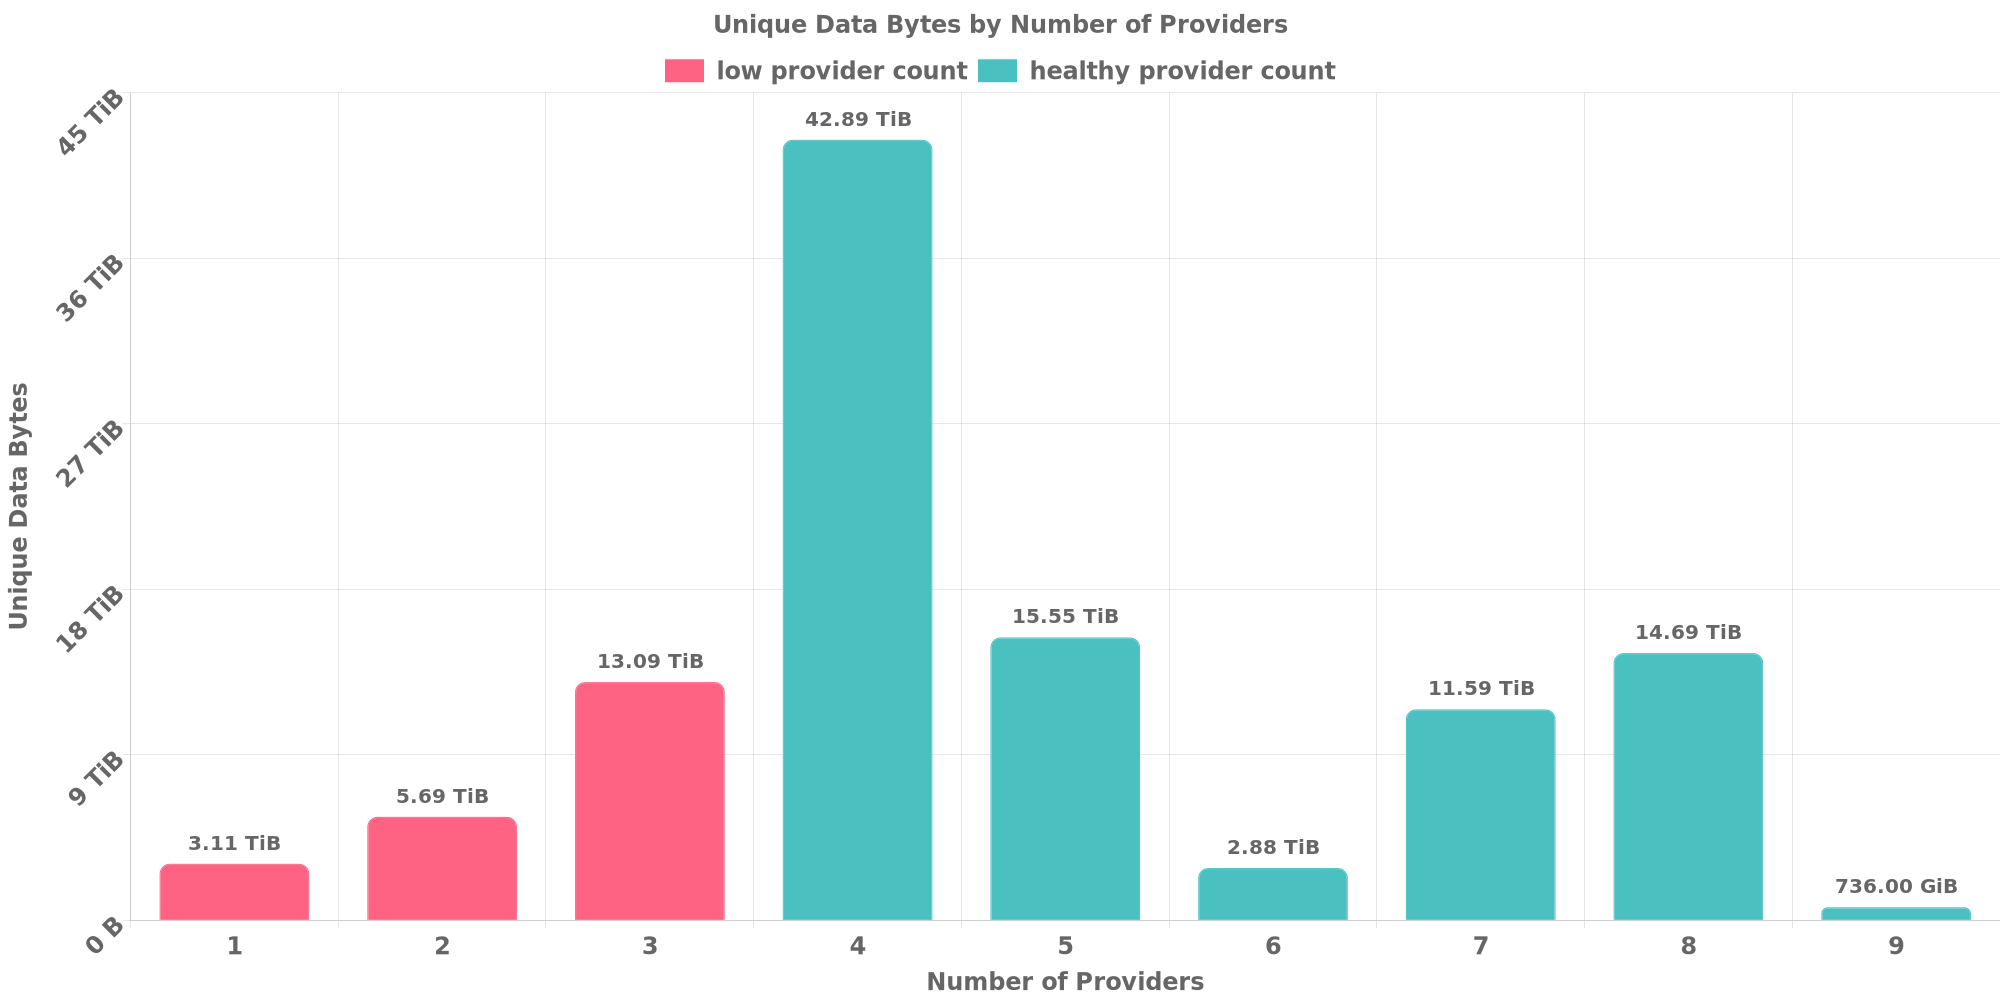 Unique Data Bytes by Number of Providers
low provider count healthy provider count
45 TiB
36 TiB
27 TiB
18 TiB
9 TiB
0 B
Unique Data Bytes
3.11 TiB
5.69 TiB
13.09 TiB
42.89 TiB
15.55 TiB
2.88 TiB
11.59 TiB
14.69 TiB
736.00 GiB
1 2 3 4 5 6 7 8 9
Number of Providers